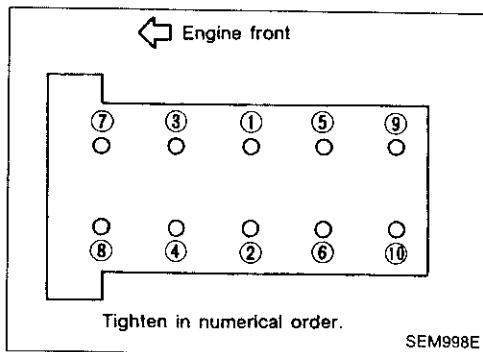 Engine front
⑦ ③ ① ⑤ ⑨
⑧ ④ ② ⑥ ⑩
Tighten in numerical order.
SEM998E